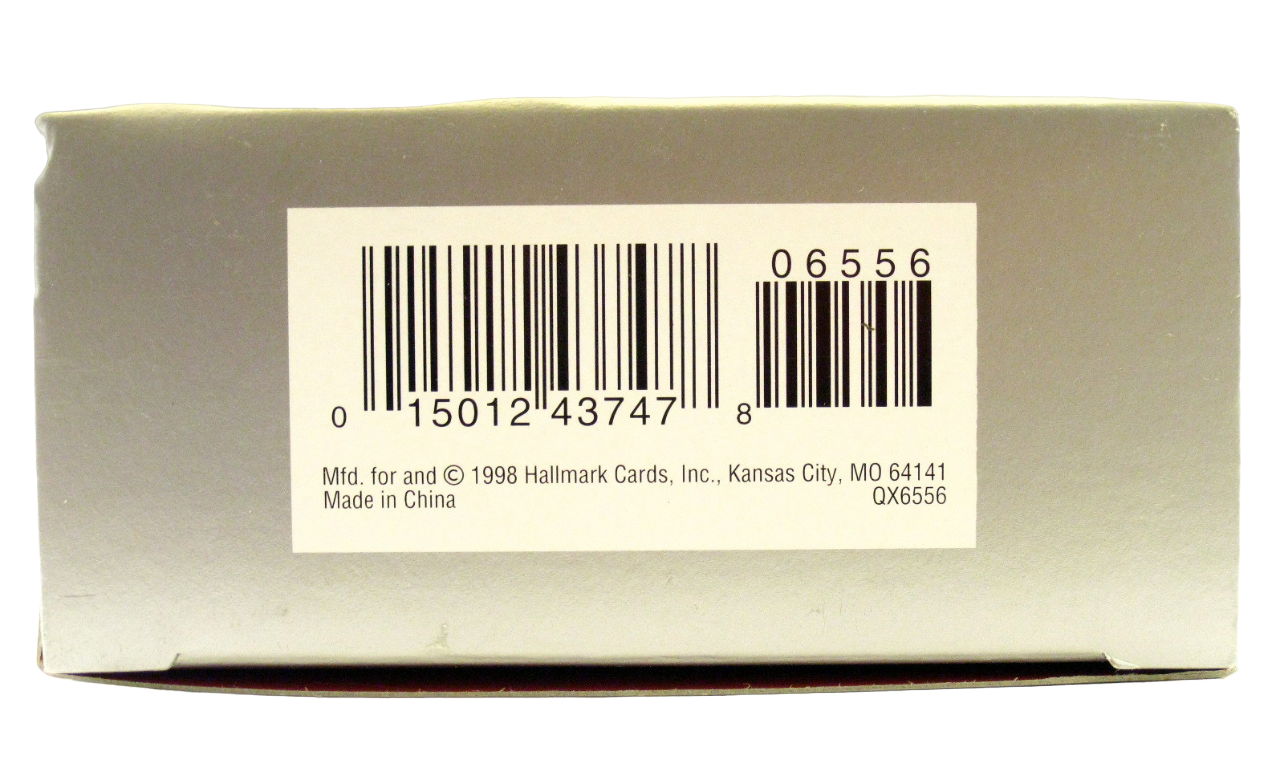 06556
0 15012 43747 8
Mfd. for and © 1998 Hallmark Cards, Inc., Kansas City, MO 64141
Made in China QX6556